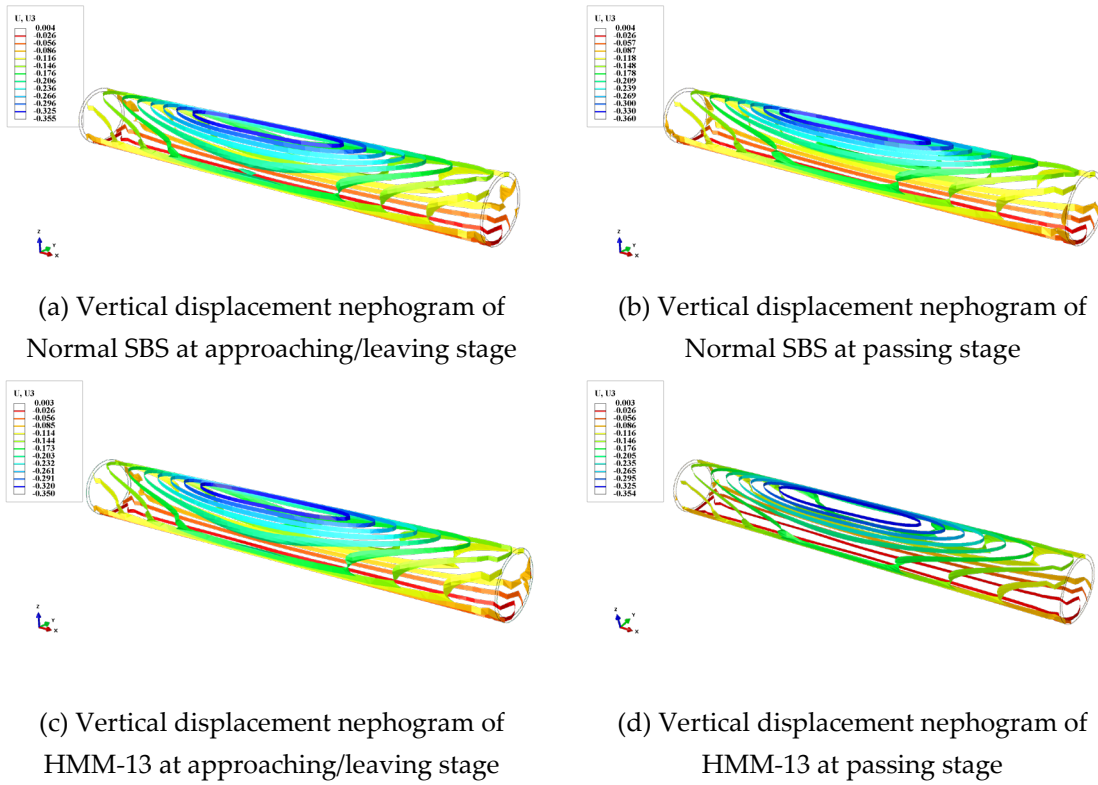 U, U3
0.004
-0.026
-0.056
-0.086
-0.116
-0.146
-0.176
-0.206
-0.236
-0.266
-0.296
-0.325
-0.355
Z
Y
X
U, U3
0.004
-0.026
-0.057
-0.087
-0.118
-0.148
-0.178
-0.209
-0.239
-0.269
-0.300
-0.330
-0.360
Z
Y
X
(a) Vertical displacement nephogram of
Normal SBS at approaching/leaving stage
(b) Vertical displacement nephogram of
Normal SBS at passing stage
U, U3
0.003
-0.026
-0.056
-0.085
-0.114
-0.144
-0.173
-0.203
-0.232
-0.261
-0.291
-0.320
-0.350
Z
Y
X
U, U3
0.003
-0.026
-0.056
-0.086
-0.116
-0.146
-0.176
-0.205
-0.235
-0.265
-0.295
-0.325
-0.354
Z
Y
X
(c) Vertical displacement nephogram of
HMM-13 at approaching/leaving stage
(d) Vertical displacement nephogram of
HMM-13 at passing stage